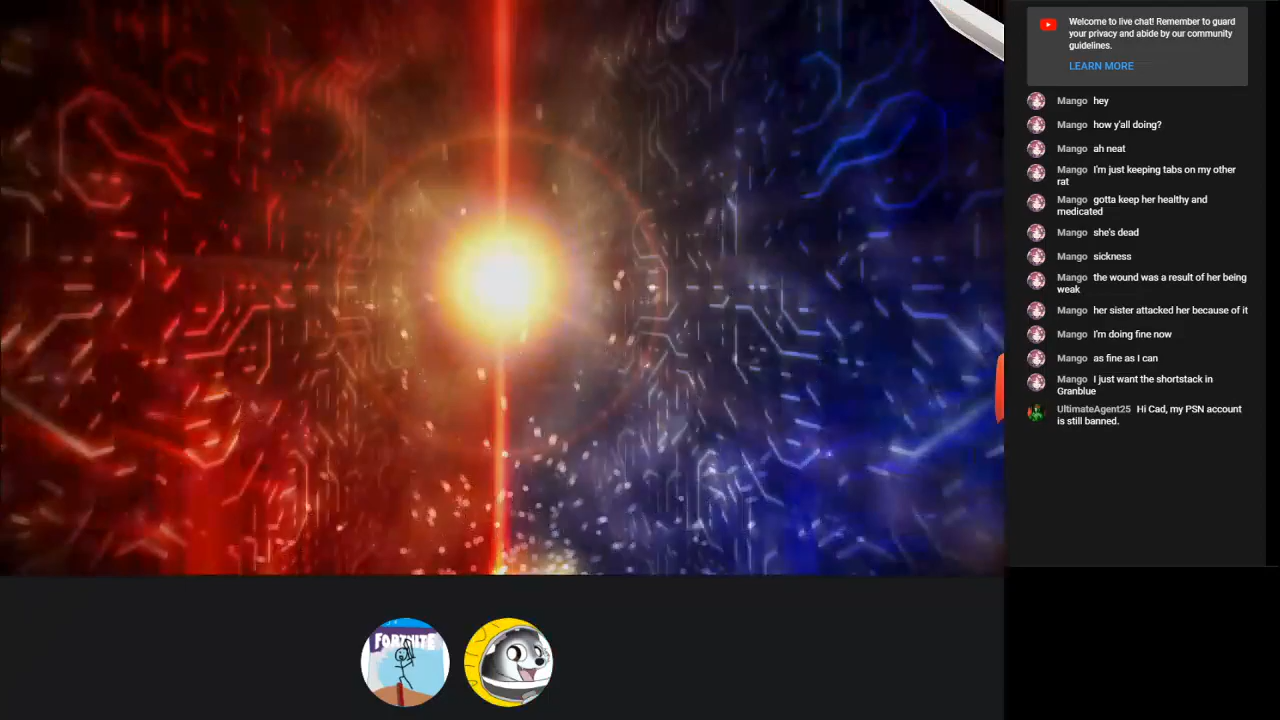 Welcome to live chat! Remember to guard
your privacy and abide by our community
guidelines.
LEARN MORE
Mango hey
Mango how y'all doing?
Mango ah neat
Mango I'm just keeping tabs on my other
rat
Mango gotta keep her healthy and
medicated
Mango she's dead
Mango sickness
Mango the wound was a result of her being
weak
Mango her sister attacked her because of it
Mango I'm doing fine now
Mango as fine as I can
Mango I just want the shortstack in
Granblue
UltimateAgent25 Hi Cad, my PSN account
is still banned.
FORTNITE